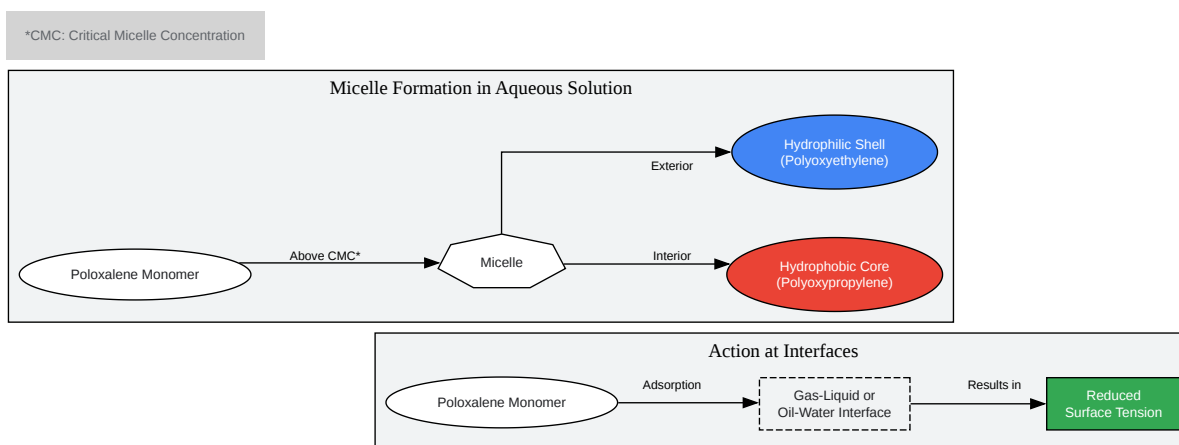 *CMC: Critical Micelle Concentration
Micelle Formation in Aqueous Solution
Hydrophilic Shell
(Polyoxyethylene)
Exterior
Poloxalene Monomer
Above CMC*
Micelle
Interior
Hydrophobic Core
(Polyoxypropylene)
Action at Interfaces
Poloxalene Monomer
Adsorption
Gas-Liquid or
Oil-Water Interface
Results in
Reduced
Surface Tension